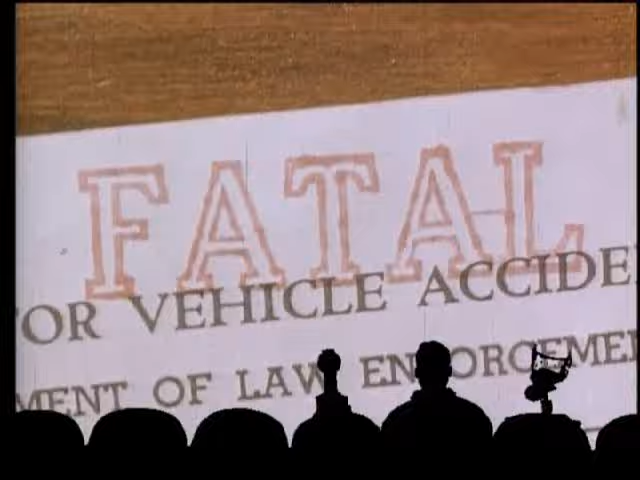 FATAL
OR VEHICLE ACCIDE
MENT OF LAW ENFORCEME